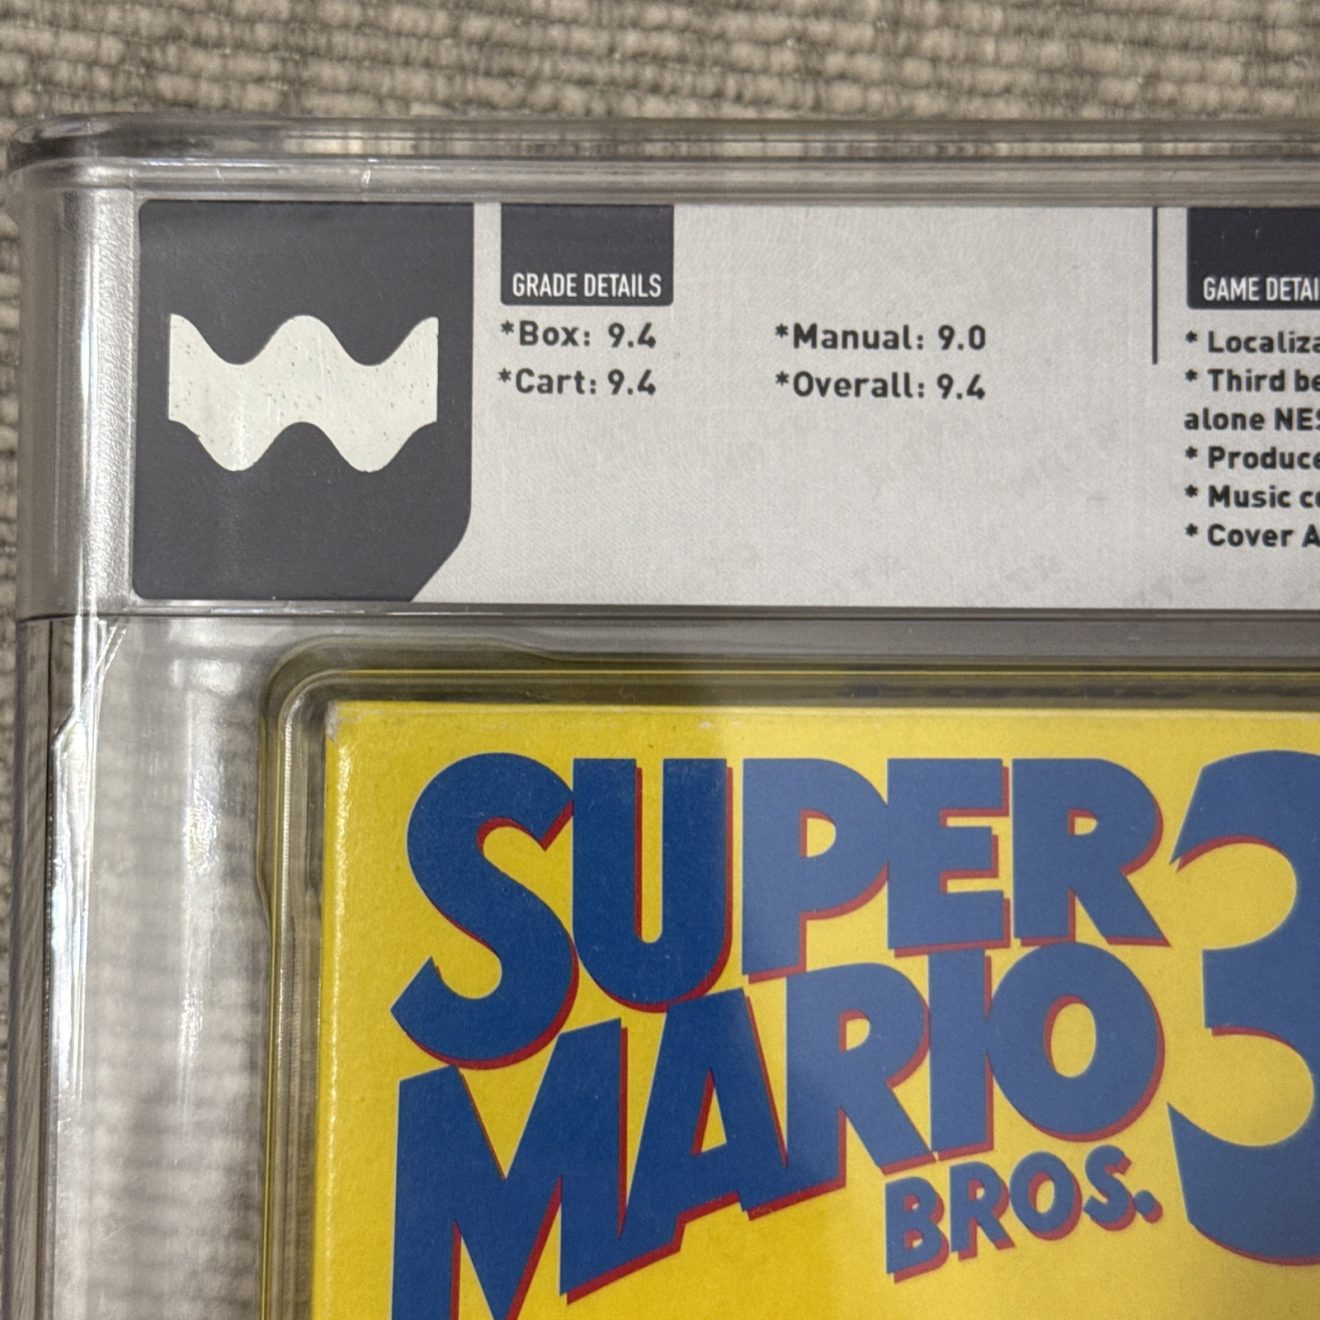 GRADE DETAILS
*Box: 9.4
*Manual: 9.0
*Cart: 9.4
*Overall: 9.4
GAME
* Localiza
* Third be
alone NES
* Produce
* Music co
* Cover A
SUPER
MARIO
BROS.
3